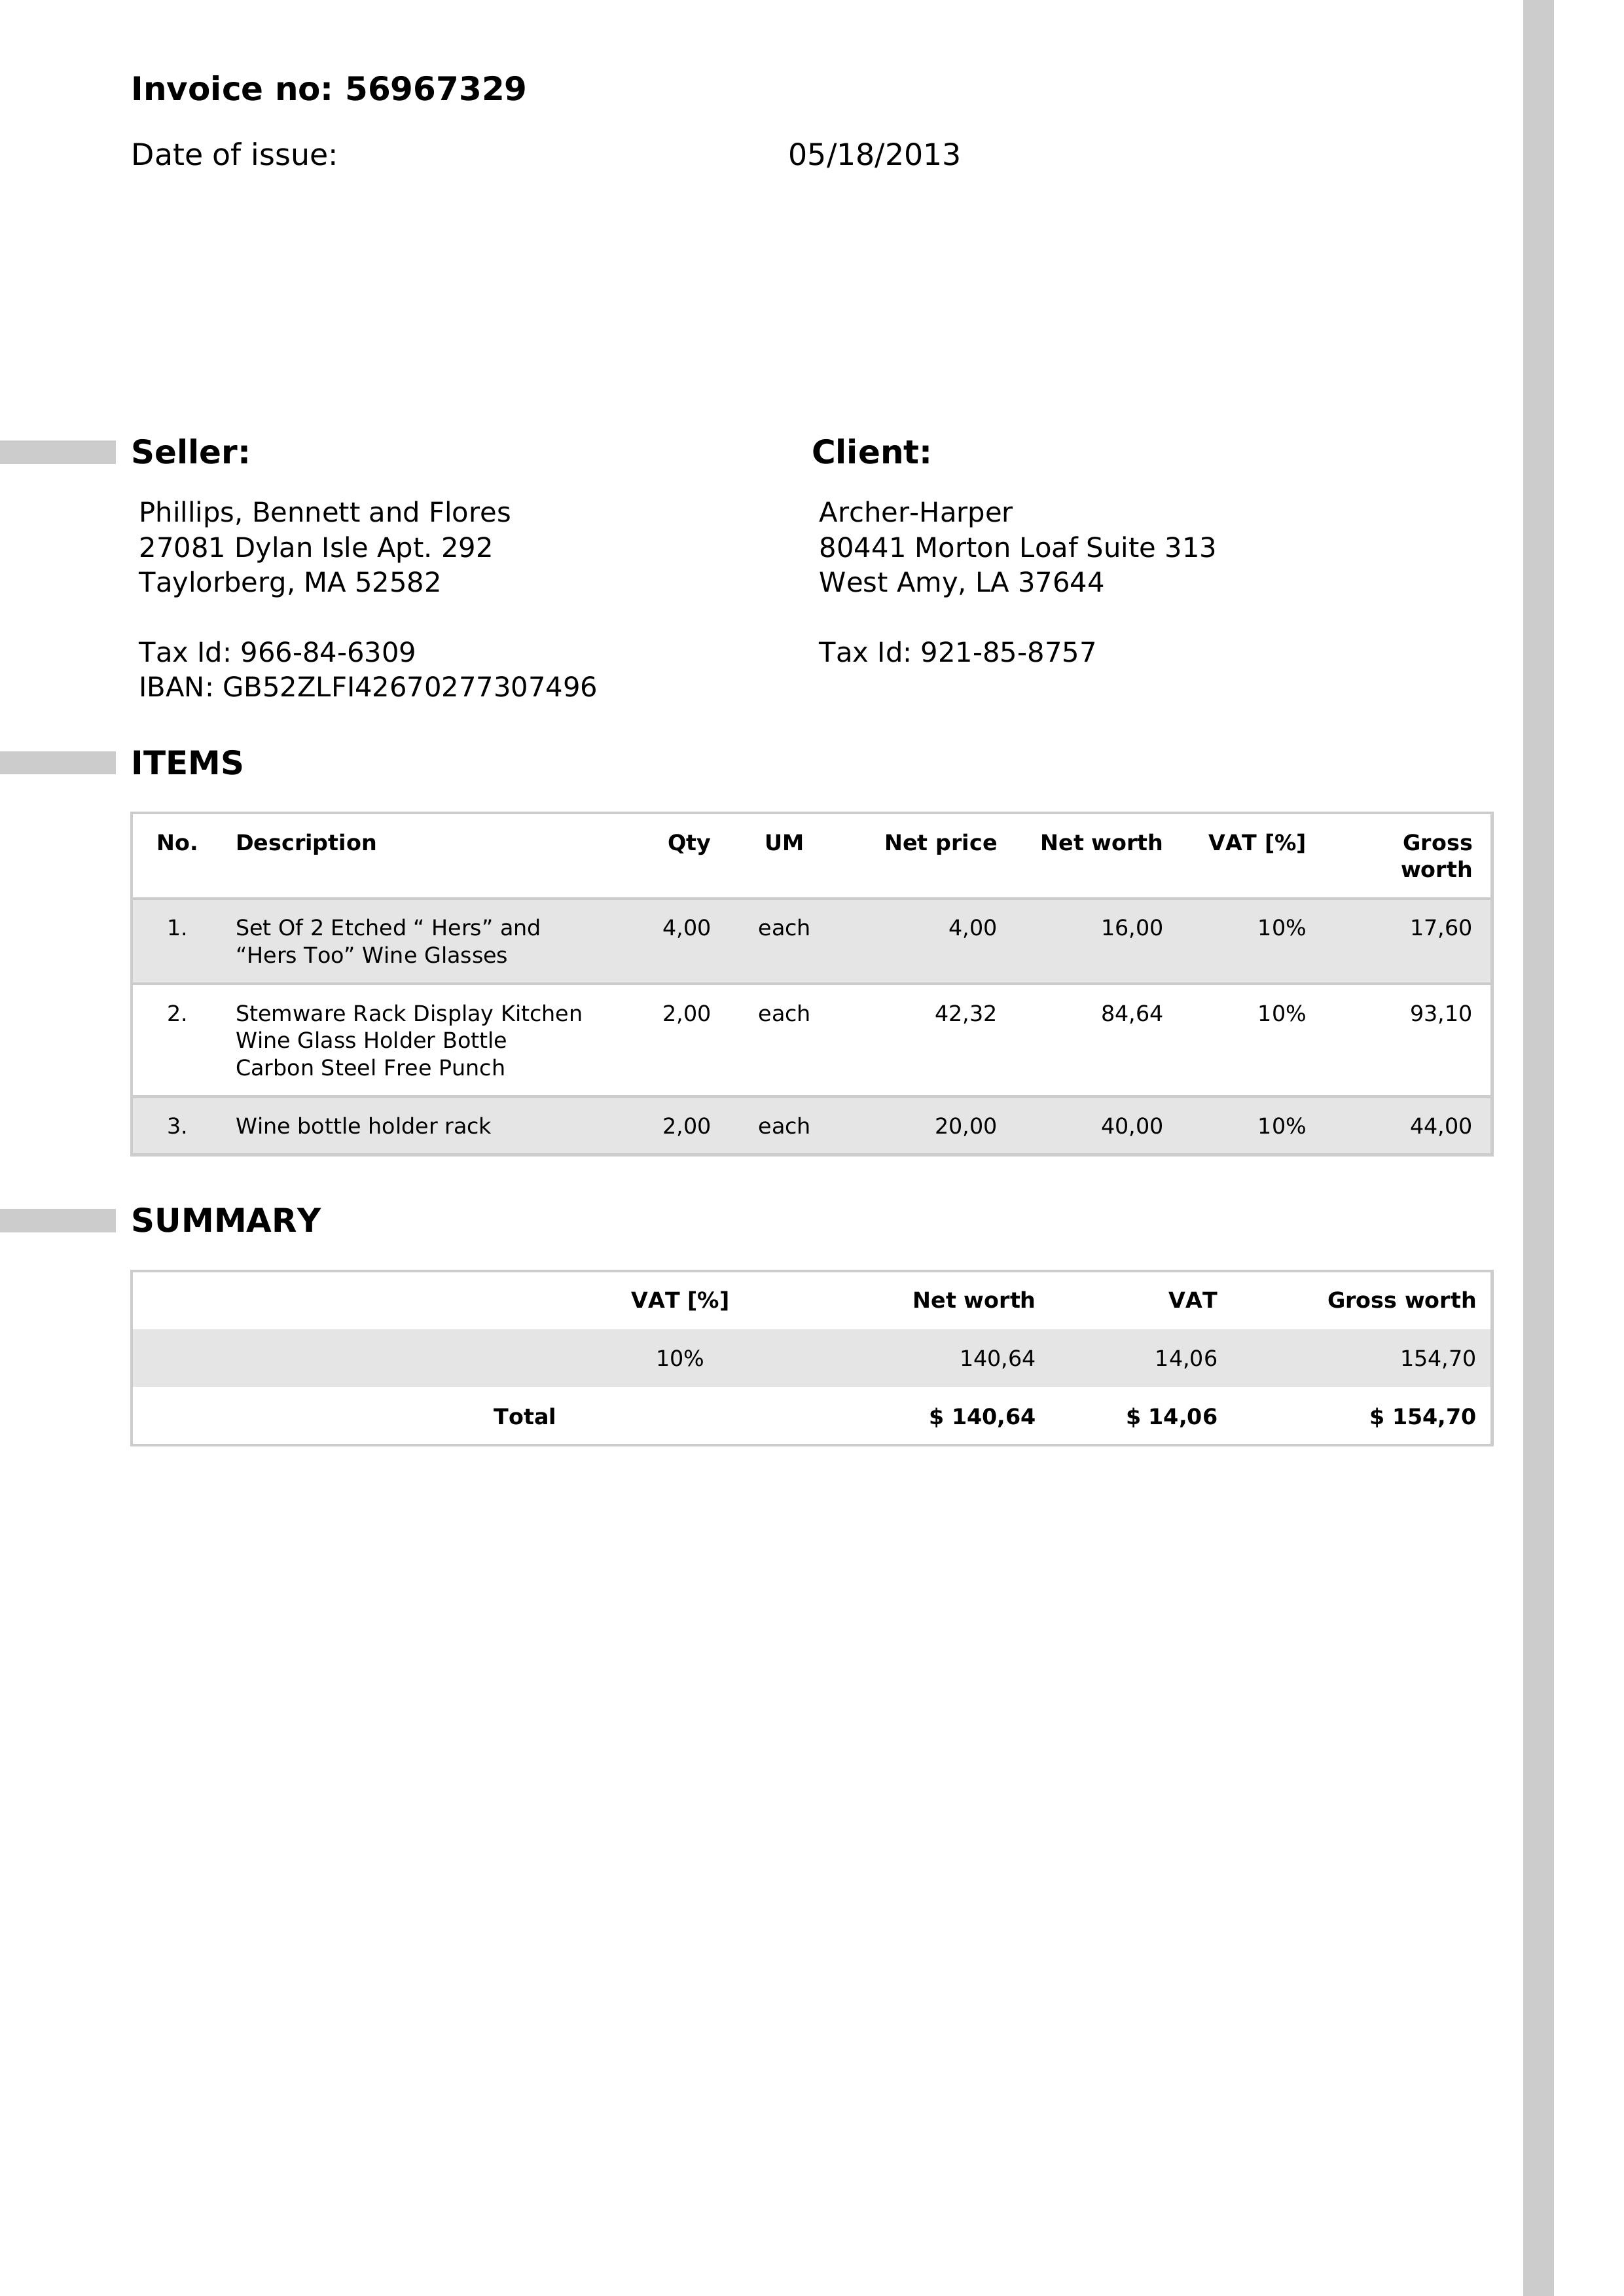 Invoice no: 56967329
Date of issue: 05/18/2013
Seller:
Phillips, Bennett and Flores
27081 Dylan Isle Apt. 292
Taylorberg, MA 52582
Tax Id: 966-84-6309
IBAN: GB52ZLFI42670277307496
Client:
Archer-Harper
80441 Morton Loaf Suite 313
West Amy, LA 37644
Tax Id: 921-85-8757
ITEMS
No. Description Qty UM Net price Net worth VAT [%] Gross
worth
1. Set Of 2 Etched “ Hers” and 4,00 each 4,00 16,00 10% 17,60
“Hers Too” Wine Glasses
2. Stemware Rack Display Kitchen 2,00 each 42,32 84,64 10% 93,10
Wine Glass Holder Bottle
Carbon Steel Free Punch
3. Wine bottle holder rack 2,00 each 20,00 40,00 10% 44,00
SUMMARY
VAT [%] Net worth VAT Gross worth
10% 140,64 14,06 154,70
Total $ 140,64 $ 14,06 $ 154,70